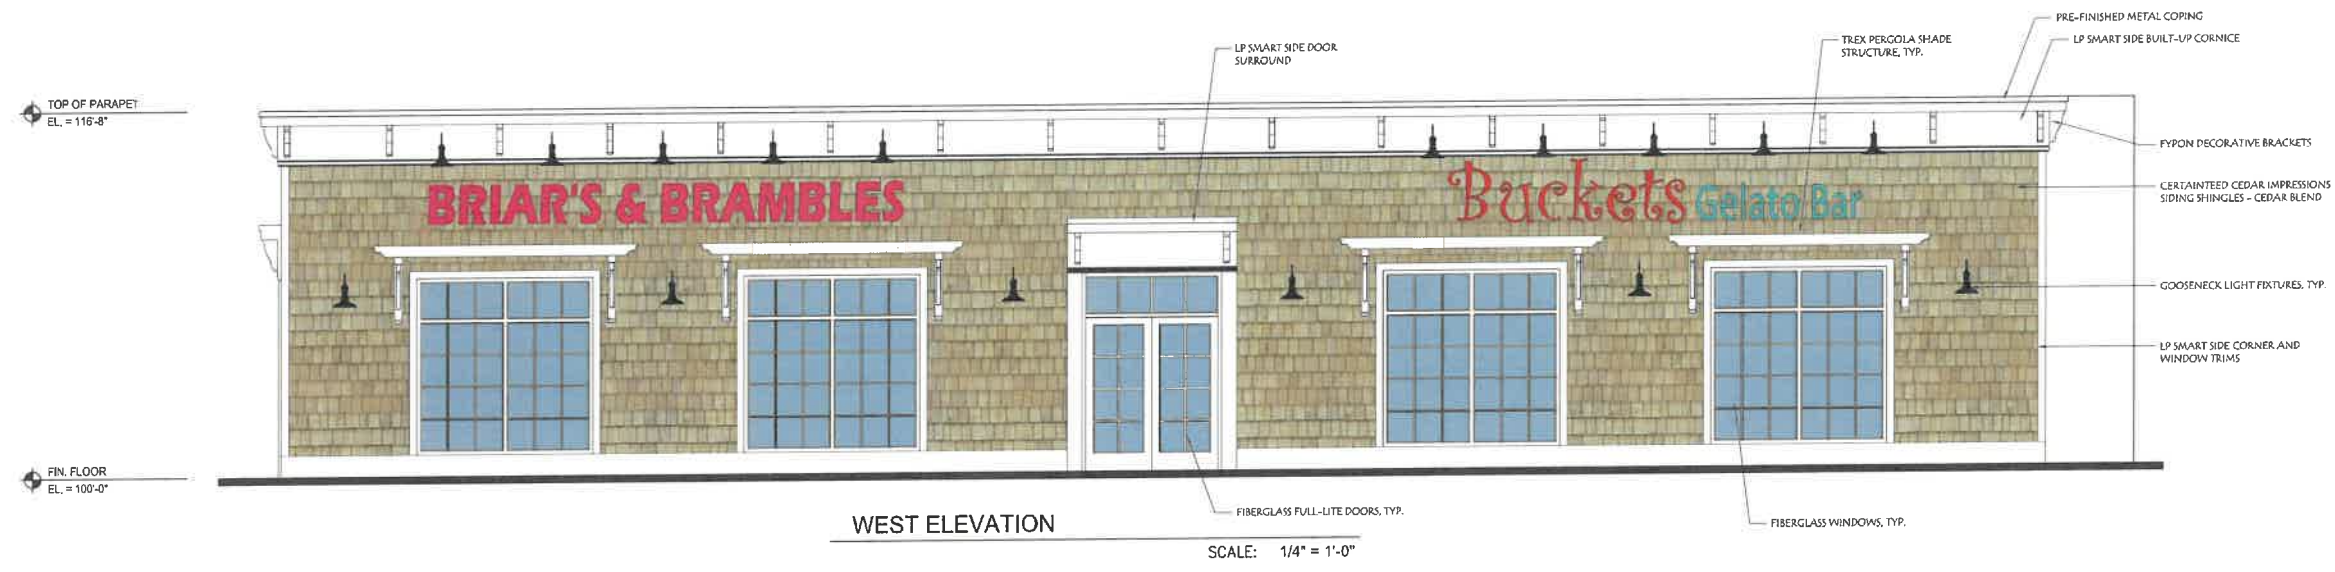 PRE-FINISHED METAL COPING
LP SMART SIDE BUILT-UP CORNICE
TREX PERGOLA SHADE
STRUCTURE, TYP.
LP SMART SIDE DOOR
SURROUND
TOP OF PARAPET
EL. = 116'-8"
FYPON DECORATIVE BRACKETS
CERTAINTEED CEDAR IMPRESSIONS
SIDING SHINGLES - CEDAR BLEND
BRIAR'S & BRAMBLES
Buckets Gelato Bar
GOOSENECK LIGHT FIXTURES, TYP.
LP SMART SIDE CORNER AND
WINDOW TRIMS
FIN. FLOOR
EL. = 100'-0"
FIBERGLASS FULL-LITE DOORS, TYP.
FIBERGLASS WINDOWS, TYP.
WEST ELEVATION
SCALE: 1/4" = 1'-0"